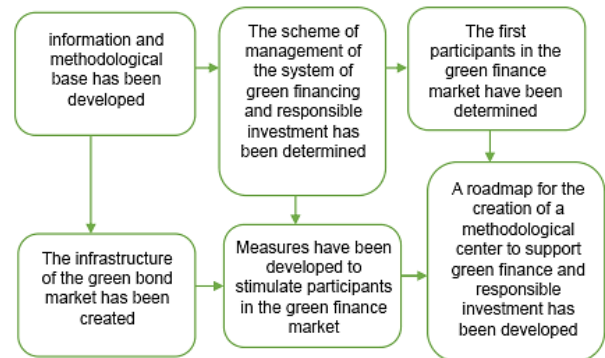 information and
methodological
base has been
developed
The scheme of
management of
the system of
green financing
and responsible
investment has
been determined
The first
participants in the
green finance
market have been
determined
The infrastructure
of the green bond
market has been
created
Measures have been
developed to
stimulate participants
in the green finance
market
A roadmap for the
creation of a
methodological
center to support
green finance and
responsible
investment has
been developed